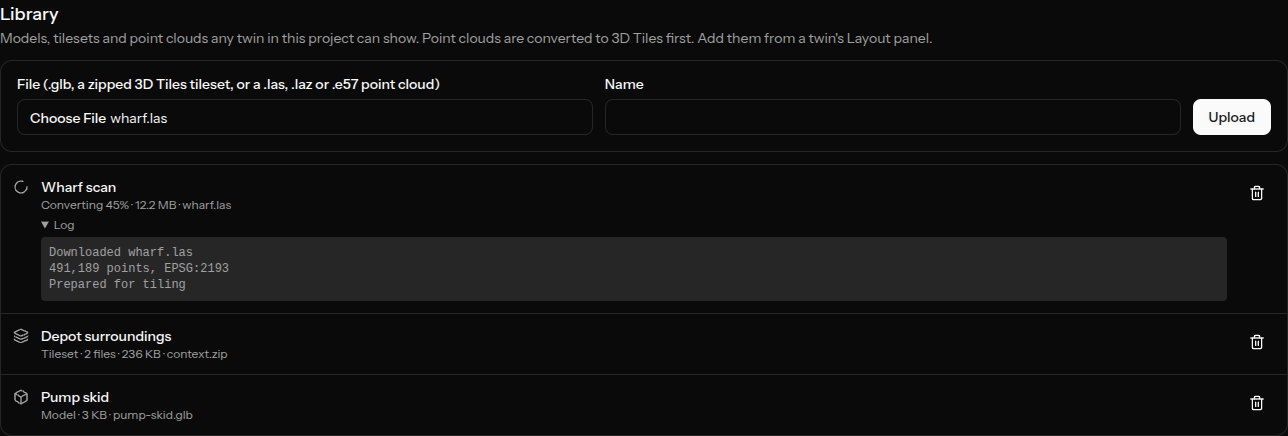 Library
Models, tilesets and point clouds any twin in this project can show. Point clouds are converted to 3D Tiles first. Add them from a twin's Layout panel.
File (.glb, a zipped 3D Tiles tileset, or a .las, .laz or .e57 point cloud)
Name
Choose File wharf.las
Upload
Wharf scan
Converting 45% · 12.2 MB · wharf.las
▼ Log
Downloaded wharf.las
491,189 points, EPSG:2193
Prepared for tiling
Depot surroundings
Tileset · 2 files · 236 KB · context.zip
Pump skid
Model · 3 KB · pump-skid.glb